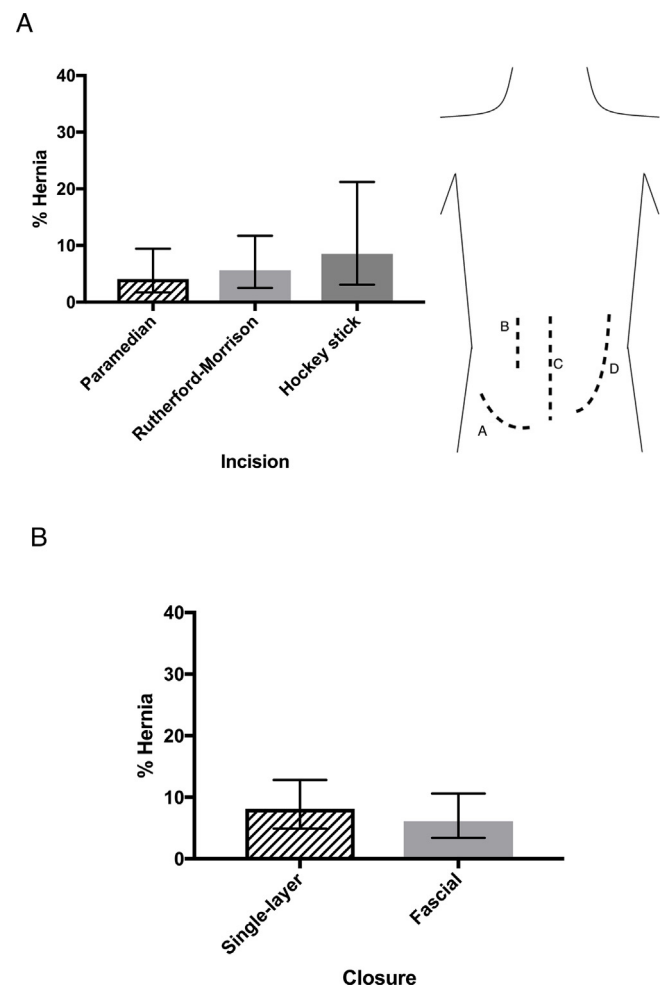 A
40
30
20
10
0
% Hernia
Paramedian
Rutherford-Morrison
Hockey stick
Incision
B
C
D
A
B
40
30
20
10
0
% Hernia
Single-layer
Fascial
Closure